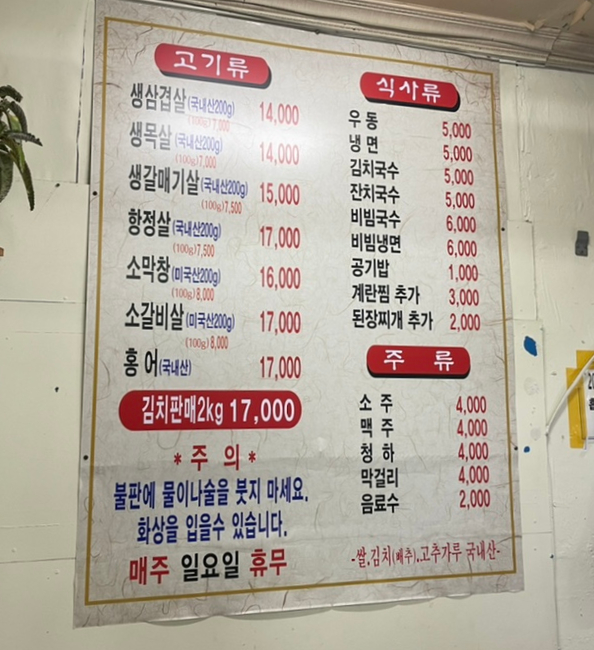 고기류
생삼겹살(국내산200g) 14,000
(100g)7,000
생목살(국내산200g) 14,000
(100g)7,000
생갈매기살(국내산200g) 15,000
(100g)7,500
항정살(국내산200g) 17,000
(100g)7,500
소막창(미국산200g) 16,000
(100g)8,000
소갈비살(미국산200g) 17,000
(100g)8,000
홍어(국내산) 17,000
김치판매2kg 17,000
*주의*
불판에 물이나술을 붓지 마세요.
화상을 입을수 있습니다.
매주 일요일 휴무
식사류
우동 5,000
냉면 5,000
김치국수 5,000
잔치국수 5,000
비빔국수 6,000
비빔냉면 6,000
공기밥 1,000
계란찜 추가 3,000
된장찌개 추가 2,000
주류
소주 4,000
맥주 4,000
청하 4,000
막걸리 4,000
음료수 2,000
-쌀,김치(배추)..고추가루 국내산-